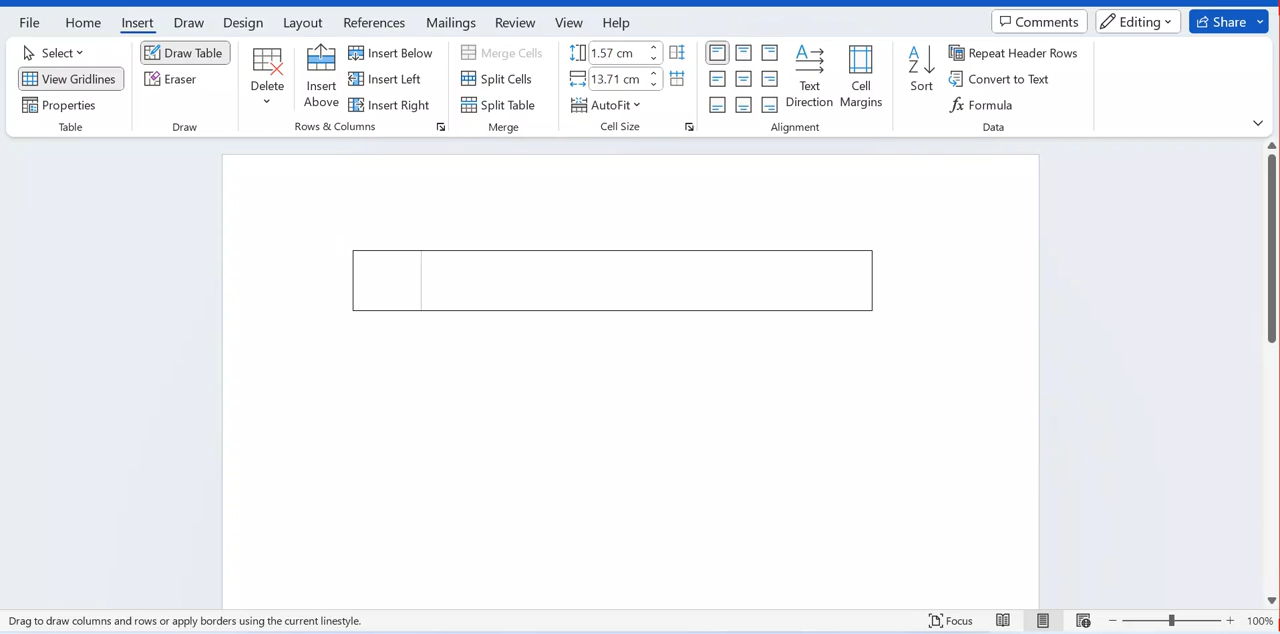 File Home Insert Draw Design Layout References Mailings Review View Help Comments Editing Share
Select Draw Table Delete Insert Above Insert Below Merge Cells 1.57 cm Text Direction Cell Margins Sort Repeat Header Rows
View Gridlines Eraser Insert Left Split Cells 13.71 cm Convert to Text
Properties Insert Right Split Table AutoFit Formula
Table Draw Rows & Columns Merge Cell Size Alignment Data
Drag to draw columns and rows or apply borders using the current linestyle. Focus 100%